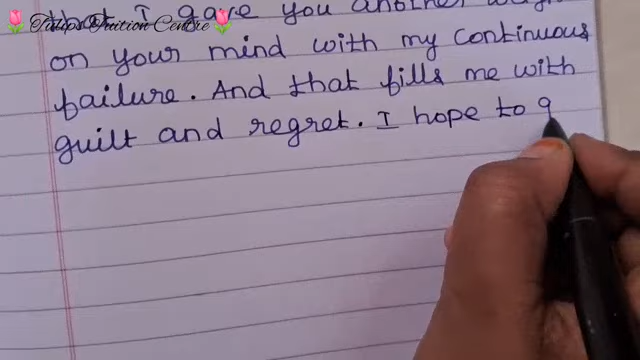 Tulips Tuition Centre
that I gave you another
on your mind with my continuous
failure. And that fills me with
guilt and regret. I hope to g